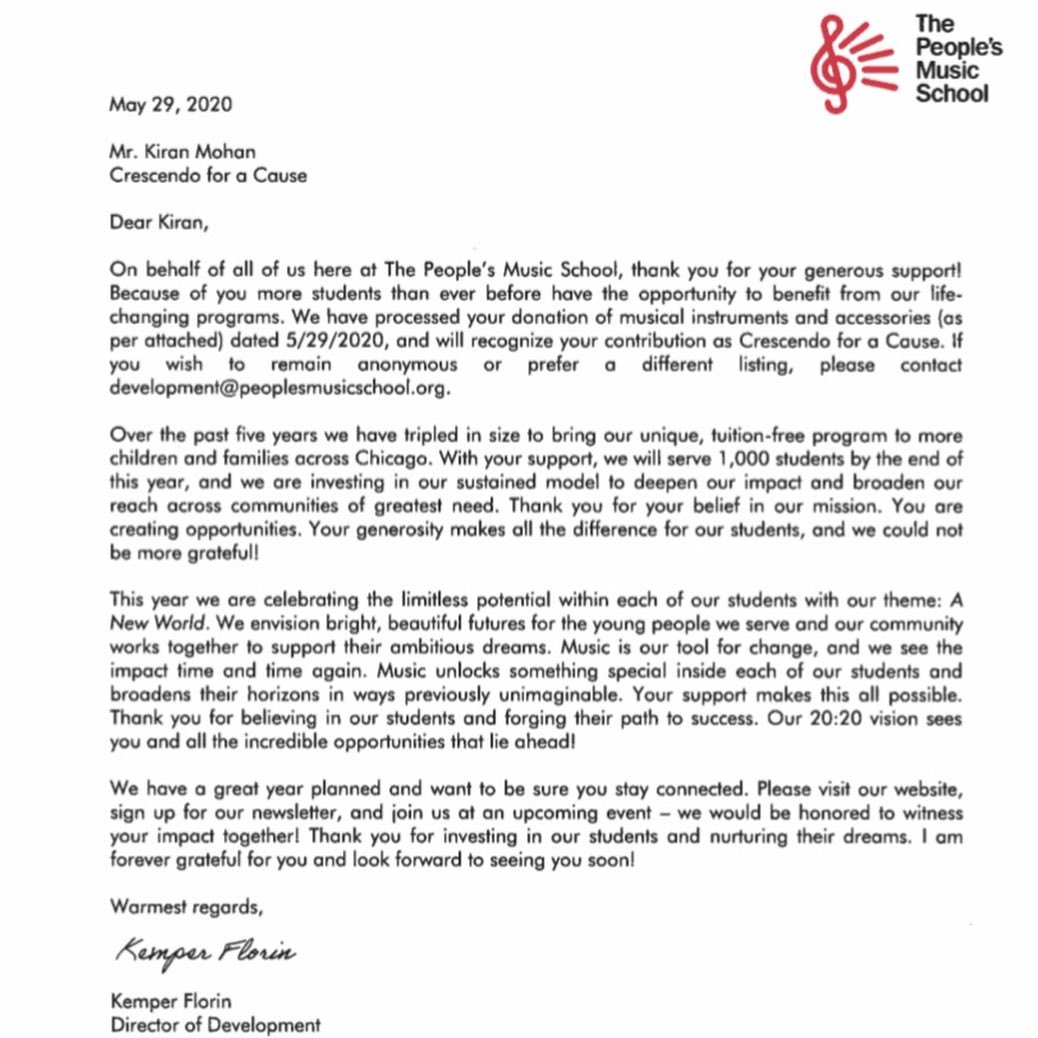 The
People's
Music
School
May 29, 2020
Mr. Kiran Mohan
Crescendo for a Cause
Dear Kiran,
On behalf of all of us here at The People's Music School, thank you for your generous support!
Because of you more students than ever before have the opportunity to benefit from our life-
changing programs. We have processed your donation of musical instruments and accessories (as
per attached) dated 5/29/2020, and will recognize your contribution as Crescendo for a Cause. If
you wish to remain anonymous or prefer a different listing, please contact
development@peoplesmusicschool.org.
Over the past five years we have tripled in size to bring our unique, tuition-free program to more
children and families across Chicago. With your support, we will serve 1,000 students by the end of
this year, and we are investing in our sustained model to deepen our impact and broaden our
reach across communities of greatest need. Thank you for your belief in our mission. You are
creating opportunities. Your generosity makes all the difference for our students, and we could not
be more grateful!
This year we are celebrating the limitless potential within each of our students with our theme: A
New World. We envision bright, beautiful futures for the young people we serve and our community
works together to support their ambitious dreams. Music is our tool for change, and we see the
impact time and time again. Music unlocks something special inside each of our students and
broadens their horizons in ways previously unimaginable. Your support makes this all possible.
Thank you for believing in our students and forging their path to success. Our 20:20 vision sees
you and all the incredible opportunities that lie ahead!
We have a great year planned and want to be sure you stay connected. Please visit our website,
sign up for our newsletter, and join us at an upcoming event – we would be honored to witness
your impact together! Thank you for investing in our students and nurturing their dreams. I am
forever grateful for you and look forward to seeing you soon!
Warmest regards,
Kemper Florin
Kemper Florin
Director of Development